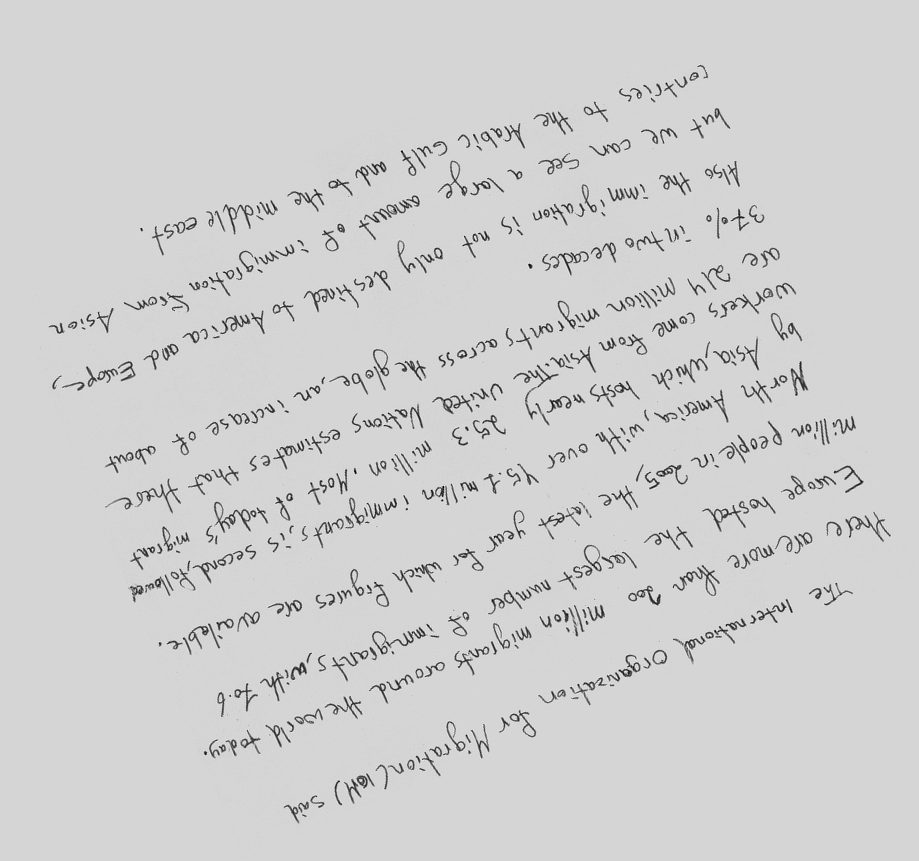 The International Organization for Migration (IOM) said
there are more than 200 million migrants around the world today.
Europe hosted the largest number of immigrants, with 70.6
million people in 2005, the latest year for which figures are available.
North America, with over 45.1 million immigrants, is second, followed
by Asia, which hosts nearly 25.3 million. Most of today's migrant
workers come from Asia. The United Nations estimates that there
are 214 million migrants across the globe, an increase of about
37% in two decades.
Also the immigration is not only destined to America and Europe,
but we can see a large amount of immigration from Asian
contries to the Arabic Gulf and to the middle east.